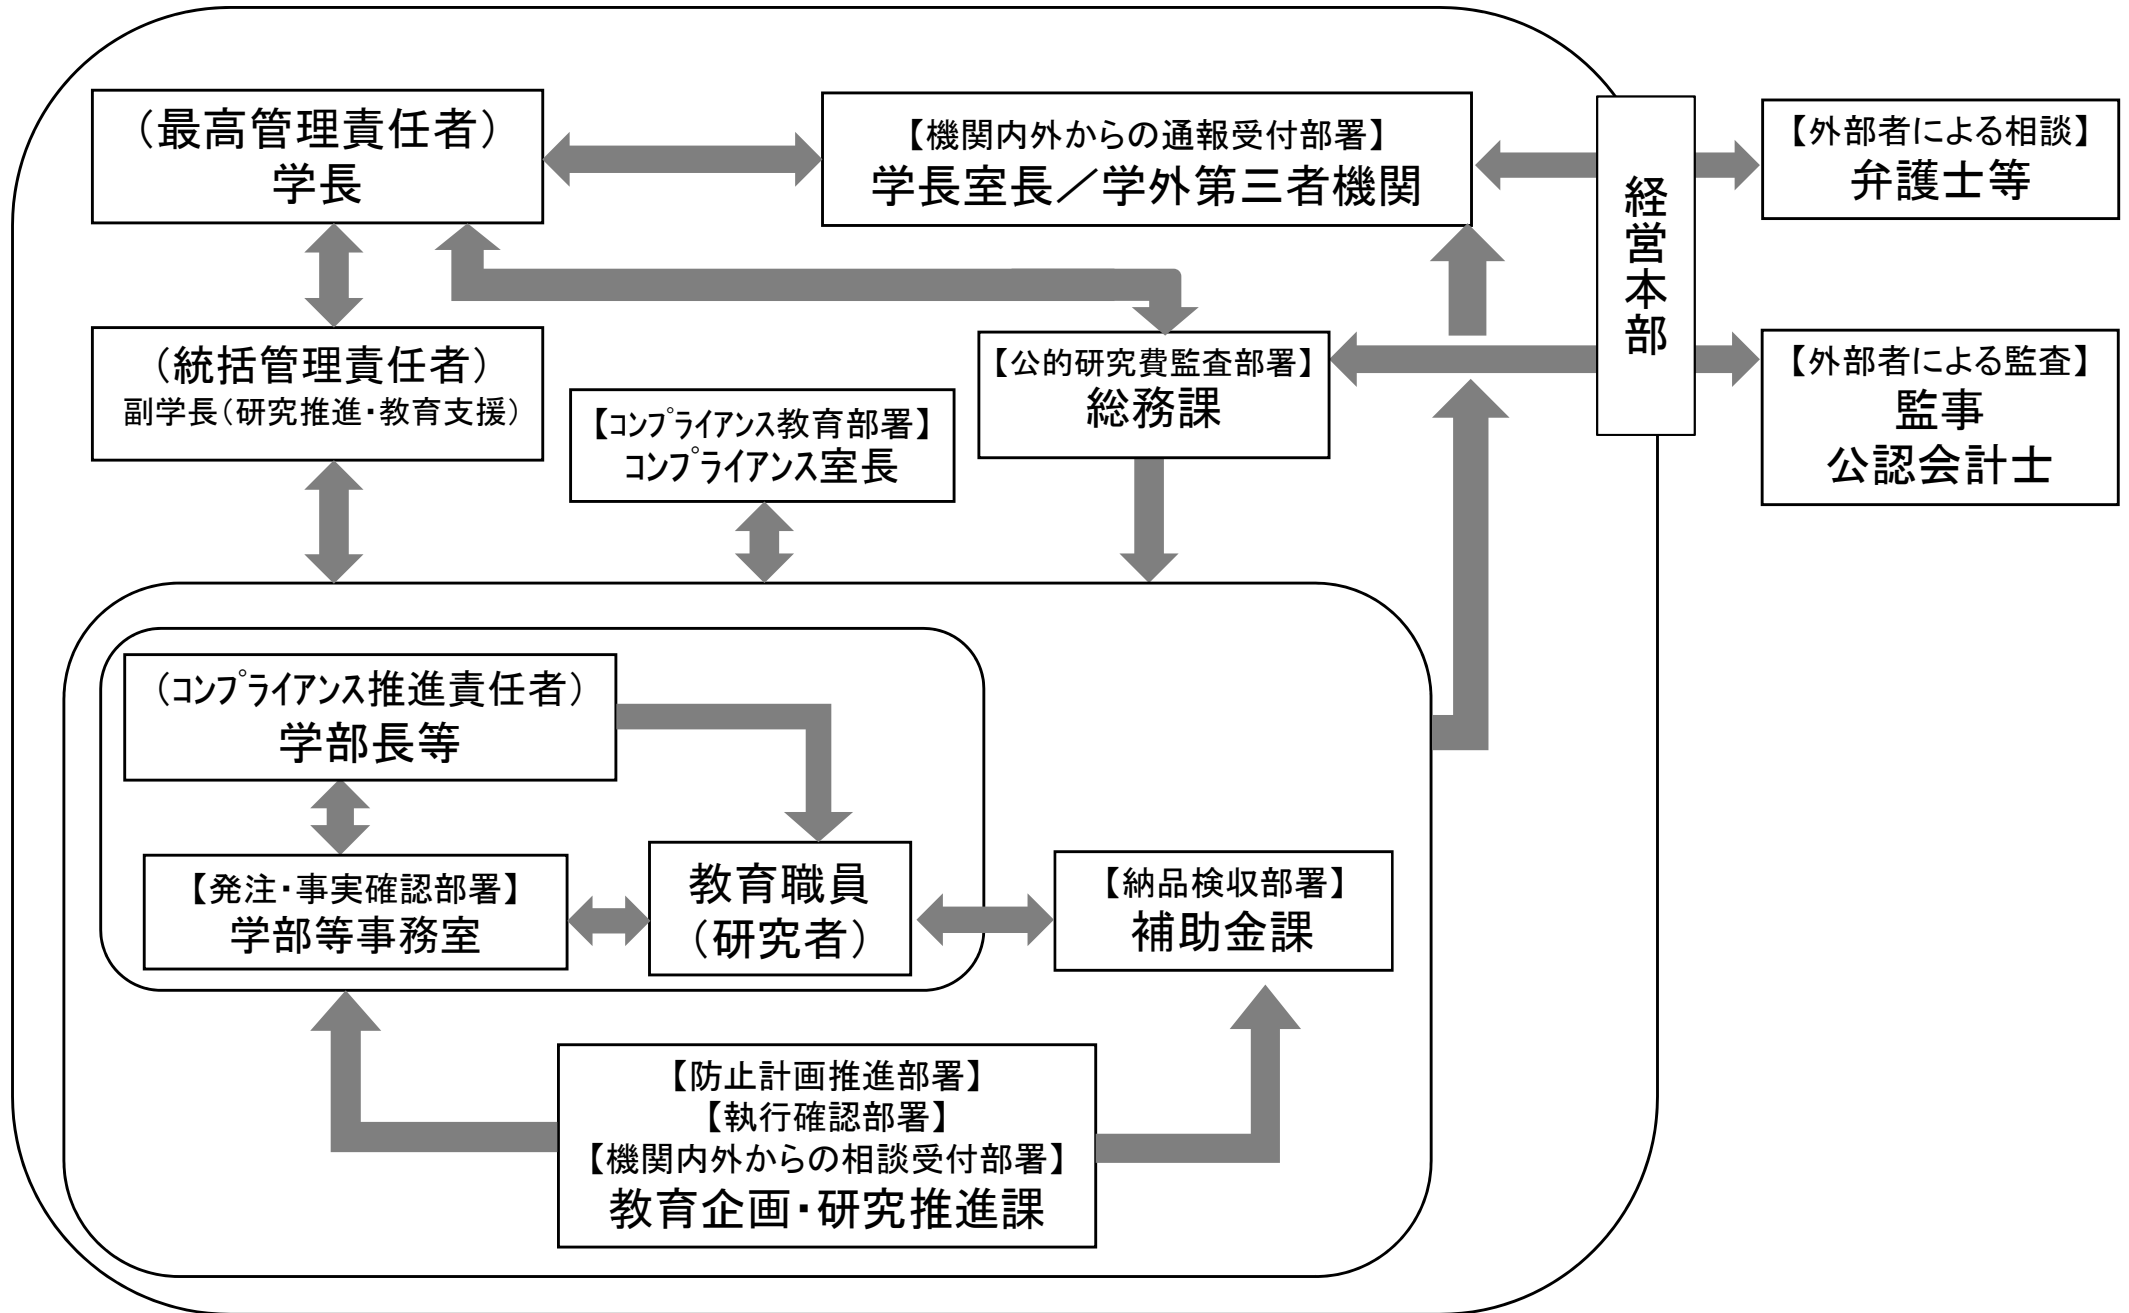 （最高管理責任者）
学長
【機関内外からの通報受付部署】
学長室長／学外第三者機関
経営本部
【外部者による相談】
弁護士等
（統括管理責任者）
副学長（研究推進・教育支援）
【ｺﾝﾌﾟﾗｲｱﾝｽ教育部署】
ｺﾝﾌﾟﾗｲｱﾝｽ室長
【公的研究費監査部署】
総務課
【外部者による監査】
監事
公認会計士
（ｺﾝﾌﾟﾗｲｱﾝｽ推進責任者）
学部長等
【発注・事実確認部署】
学部等事務室
教育職員
（研究者）
【納品検収部署】
補助金課
【防止計画推進部署】
【執行確認部署】
【機関内外からの相談受付部署】
教育企画・研究推進課